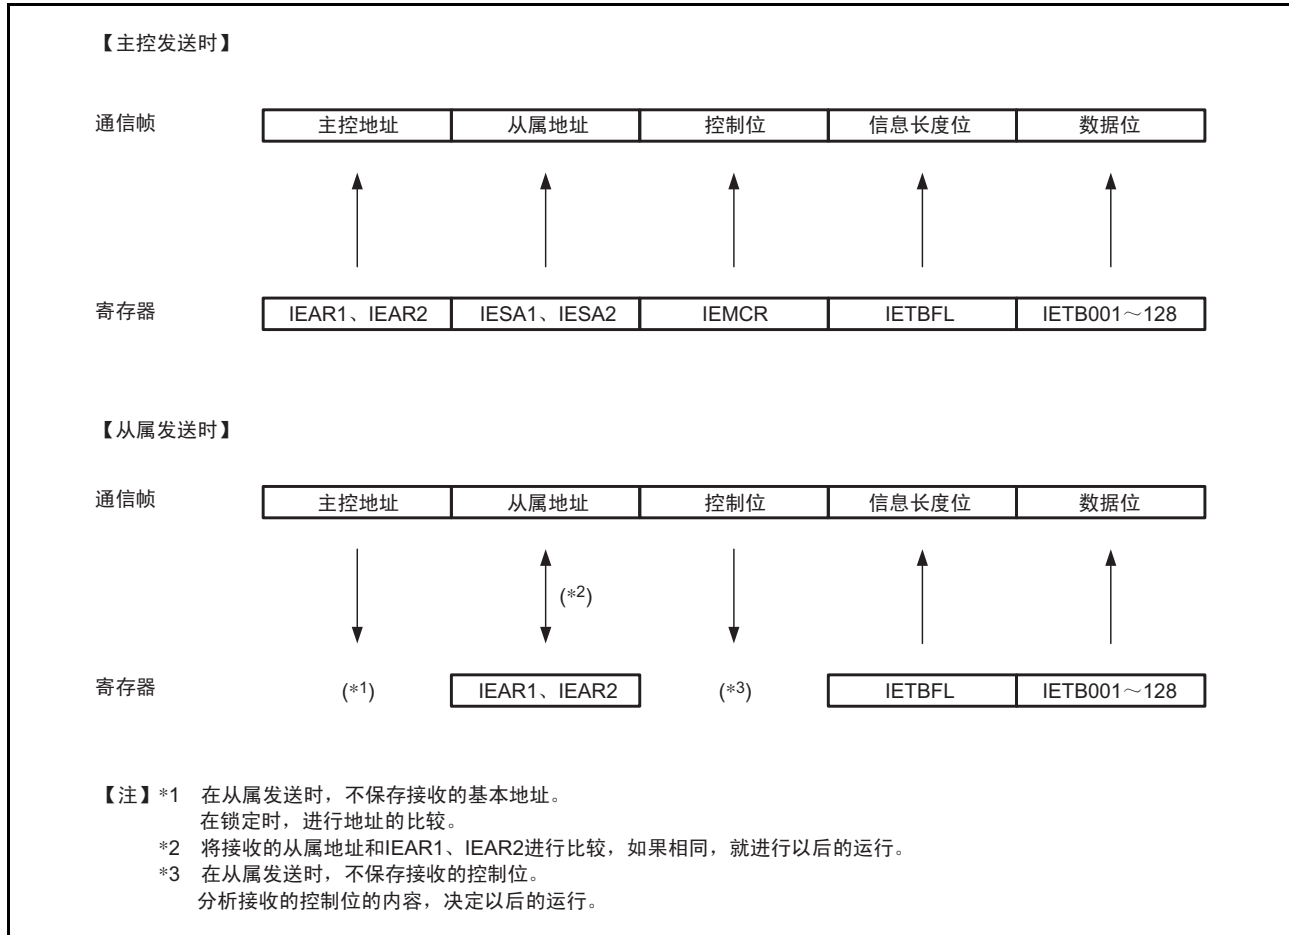 【主控发送时】
通信帧 主控地址 从属地址 控制位 信息长度位 数据位
寄存器 IEAR1、IEAR2 IESA1、IESA2 IEMCR IETBFL IETB001～128
【从属发送时】
通信帧 主控地址 从属地址 控制位 信息长度位 数据位
(*2)
寄存器 (*1) IEAR1、IEAR2 (*3) IETBFL IETB001～128
【注】*1 在从属发送时，不保存接收的基本地址。
在锁定时，进行地址的比较。
*2 将接收的从属地址和IEAR1、IEAR2进行比较，如果相同，就进行以后的运行。
*3 在从属发送时，不保存接收的控制位。
分析接收的控制位的内容，决定以后的运行。